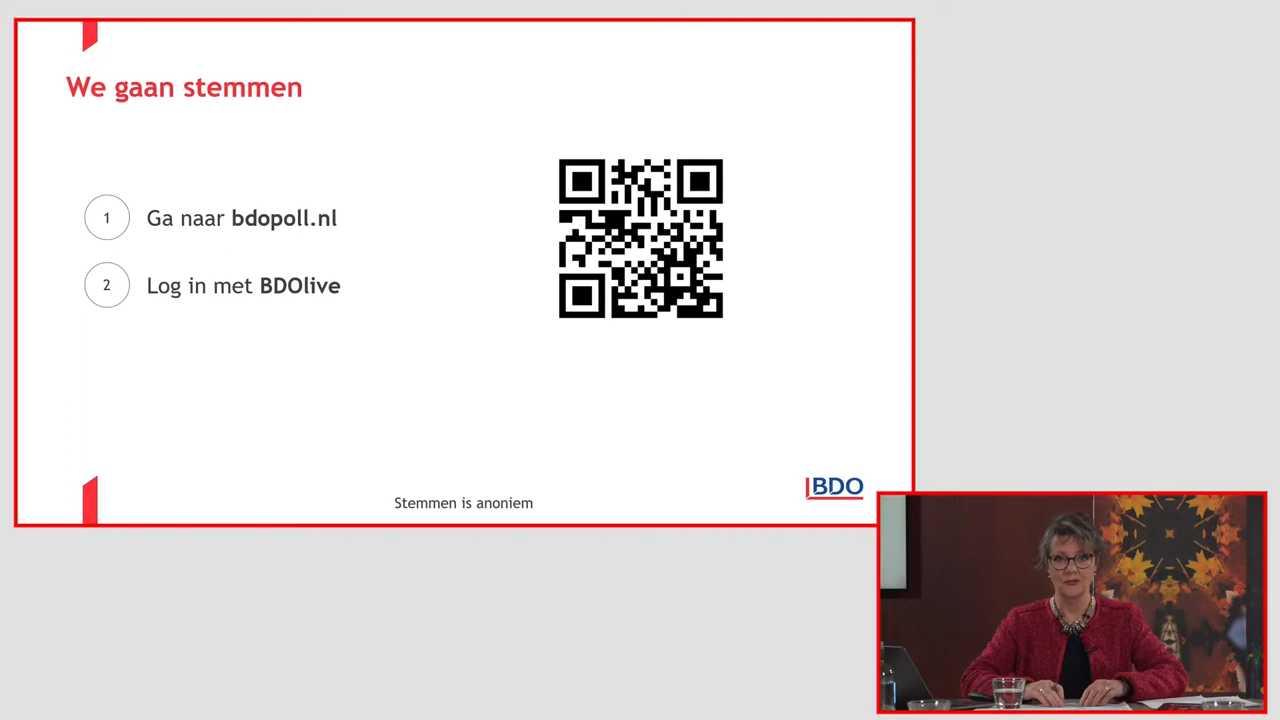 We gaan stemmen
1 Ga naar bdopoll.nl
2 Log in met BDOlive
Stemmen is anoniem
BDO